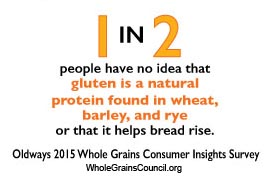 1 IN 2
people have no idea that
gluten is a natural
protein found in wheat,
barley, and rye
or that it helps bread rise.
Oldways 2015 Whole Grains Consumer Insights Survey
WholeGrainsCouncil.org